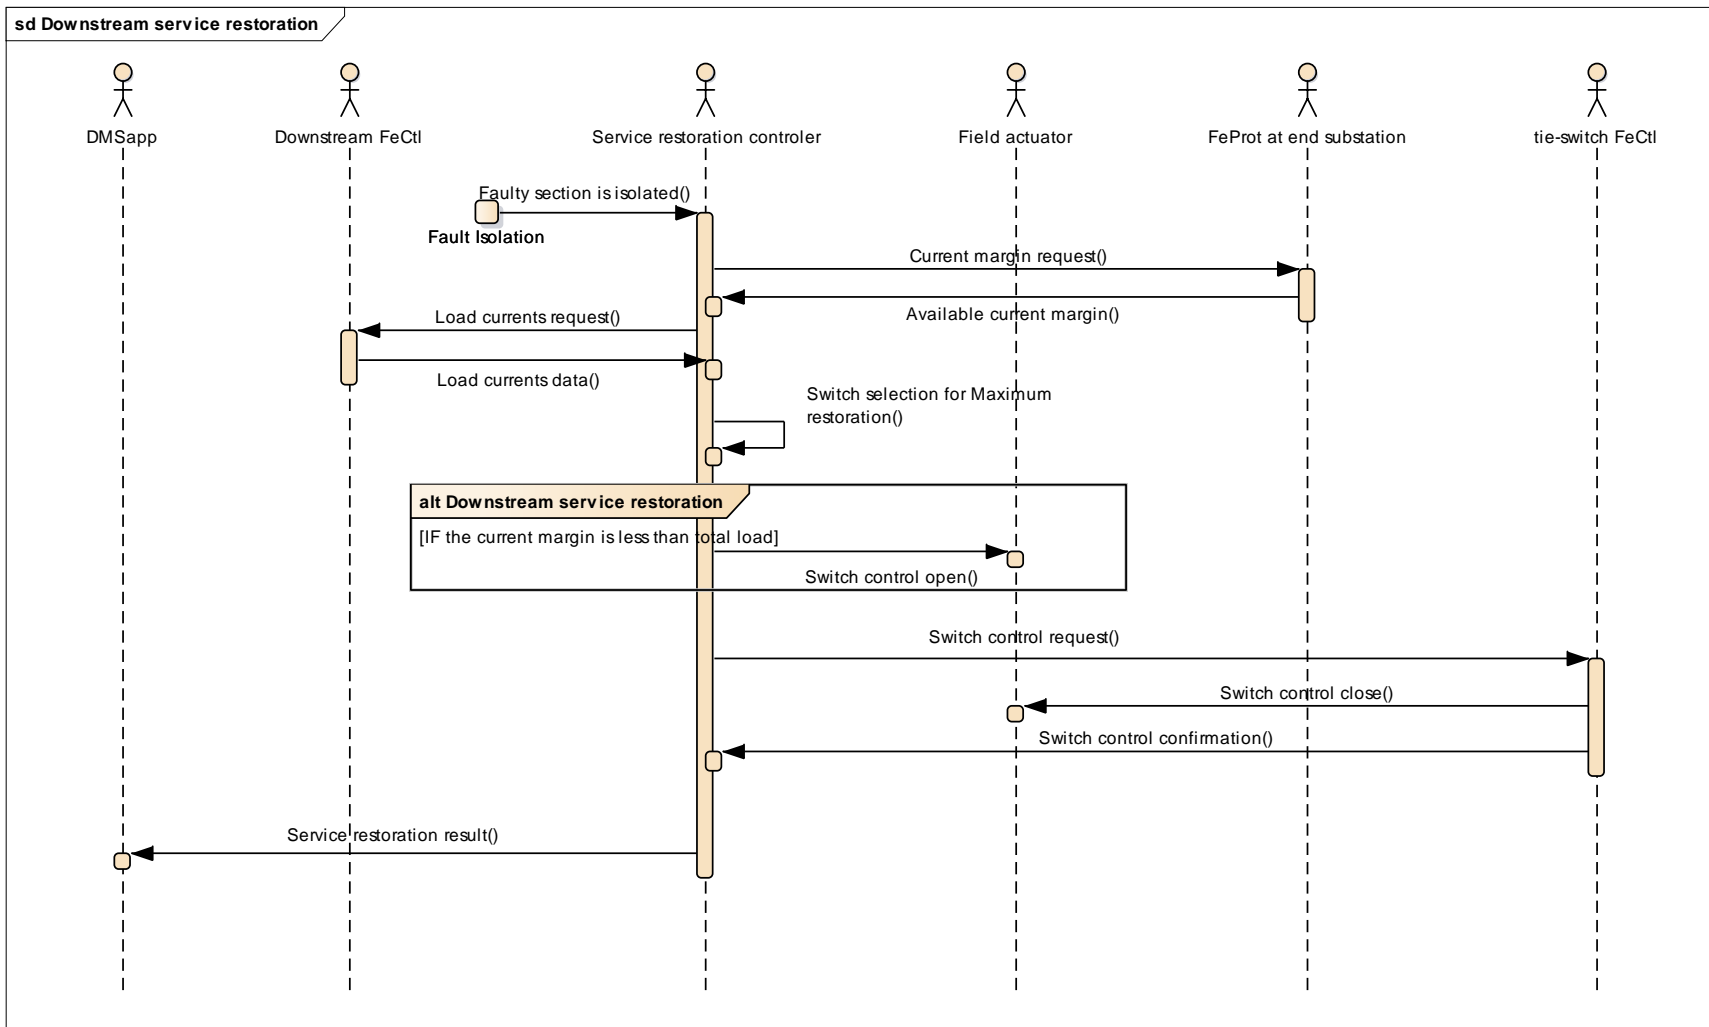 sd Downstream service restoration
DMSapp
Downstream FeCtl
Service restoration controler
Field actuator
FeProt at end substation
tie-switch FeCtl
Faulty section is isolated()
Fault Isolation
Current margin request()
Available current margin()
Load currents request()
Load currents data()
Switch selection for Maximum
restoration()
alt Downstream service restoration
[IF the current margin is less than total load]
Switch control open()
Switch control request()
Switch control close()
Switch control confirmation()
Service restoration result()